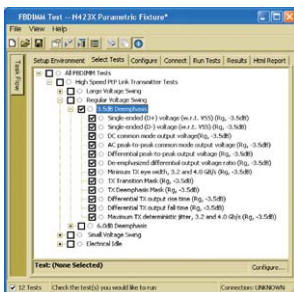 FBDIMM Test -- N423X Parametric Fixture*
File View Help
Task Flow
Setup Environment Select Tests Configure Connect Run Tests Results Html Report
All FBDIMM Tests
High Speed PtP Link Transmitter Tests
Large Voltage Swing
Regular Voltage Swing
3.5dB Deemphasis
Single-ended (D+) voltage (w.r.t. VSS) (Rg, -3.5dB)
Single-ended (D-) voltage (w.r.t. VSS) (Rg, -3.5dB)
DC common mode output voltage(Rg, -3.5dB)
AC peak-to-peak common mode output voltage (Rg, -3.5dB)
Differential peak-to-peak output voltage (Rg, -3.5dB)
De-emphasized differential output voltage ratio (Rg, -3.5dB)
Minimum TX eye width, 3.2 and 4.0 GB/s (Rg, -3.5dB)
TX Transition Mask (Rg, -3.5dB)
TX Deemphasis Mask (Rg, -3.5dB)
Differential TX output rise time (Rg, -3.5dB)
Differential TX output fall time (Rg, -3.5dB)
Maximum TX deterministic jitter, 3.2 and 4.0 Gb/s (Rg, -3.5dB)
6.0dB Deemphasis
Small Voltage Swing
Electrical Idle
Test: (None Selected)
Configure...
12 Tests Check the test(s) you would like to run Connection: UNKNOWN